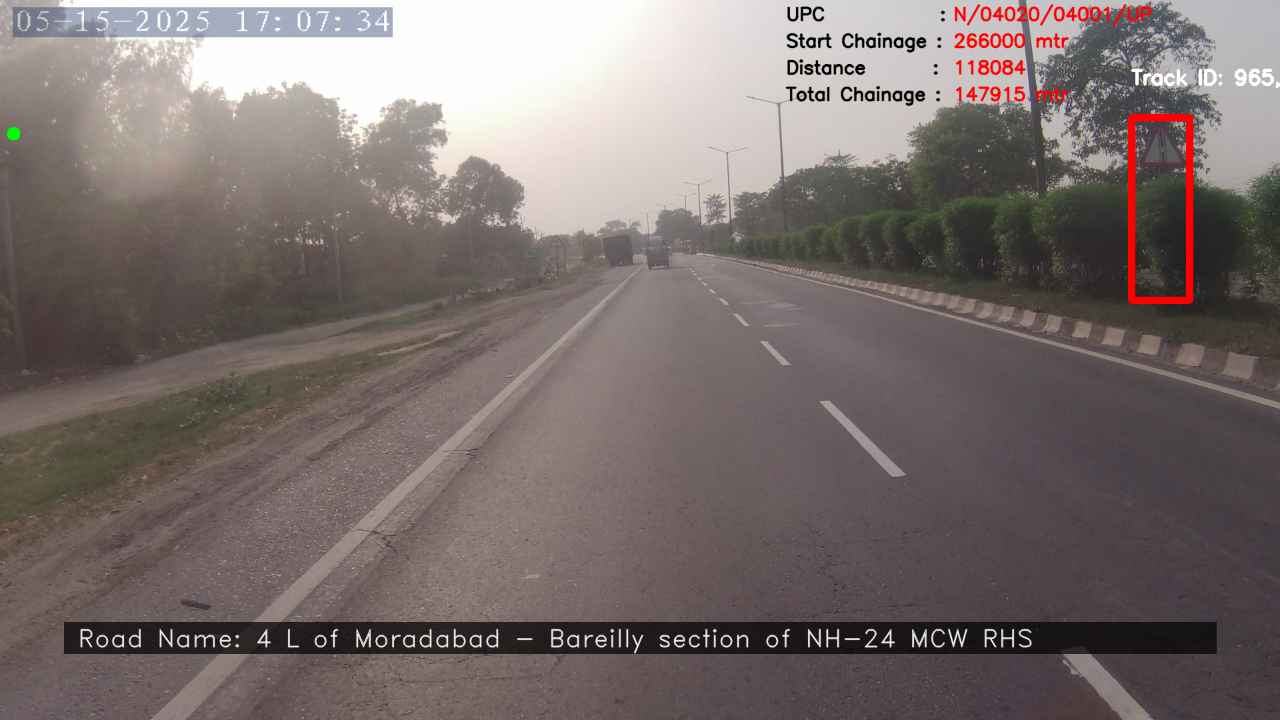 05-15-2025 17:07:34
UPC : N/04020/04001/UP
Start Chainage : 266000 mtr
Distance : 118084
Total Chainage : 147915 mtr
Track ID: 965,
Road Name: 4 L of Moradabad - Bareilly section of NH-24 MCW RHS